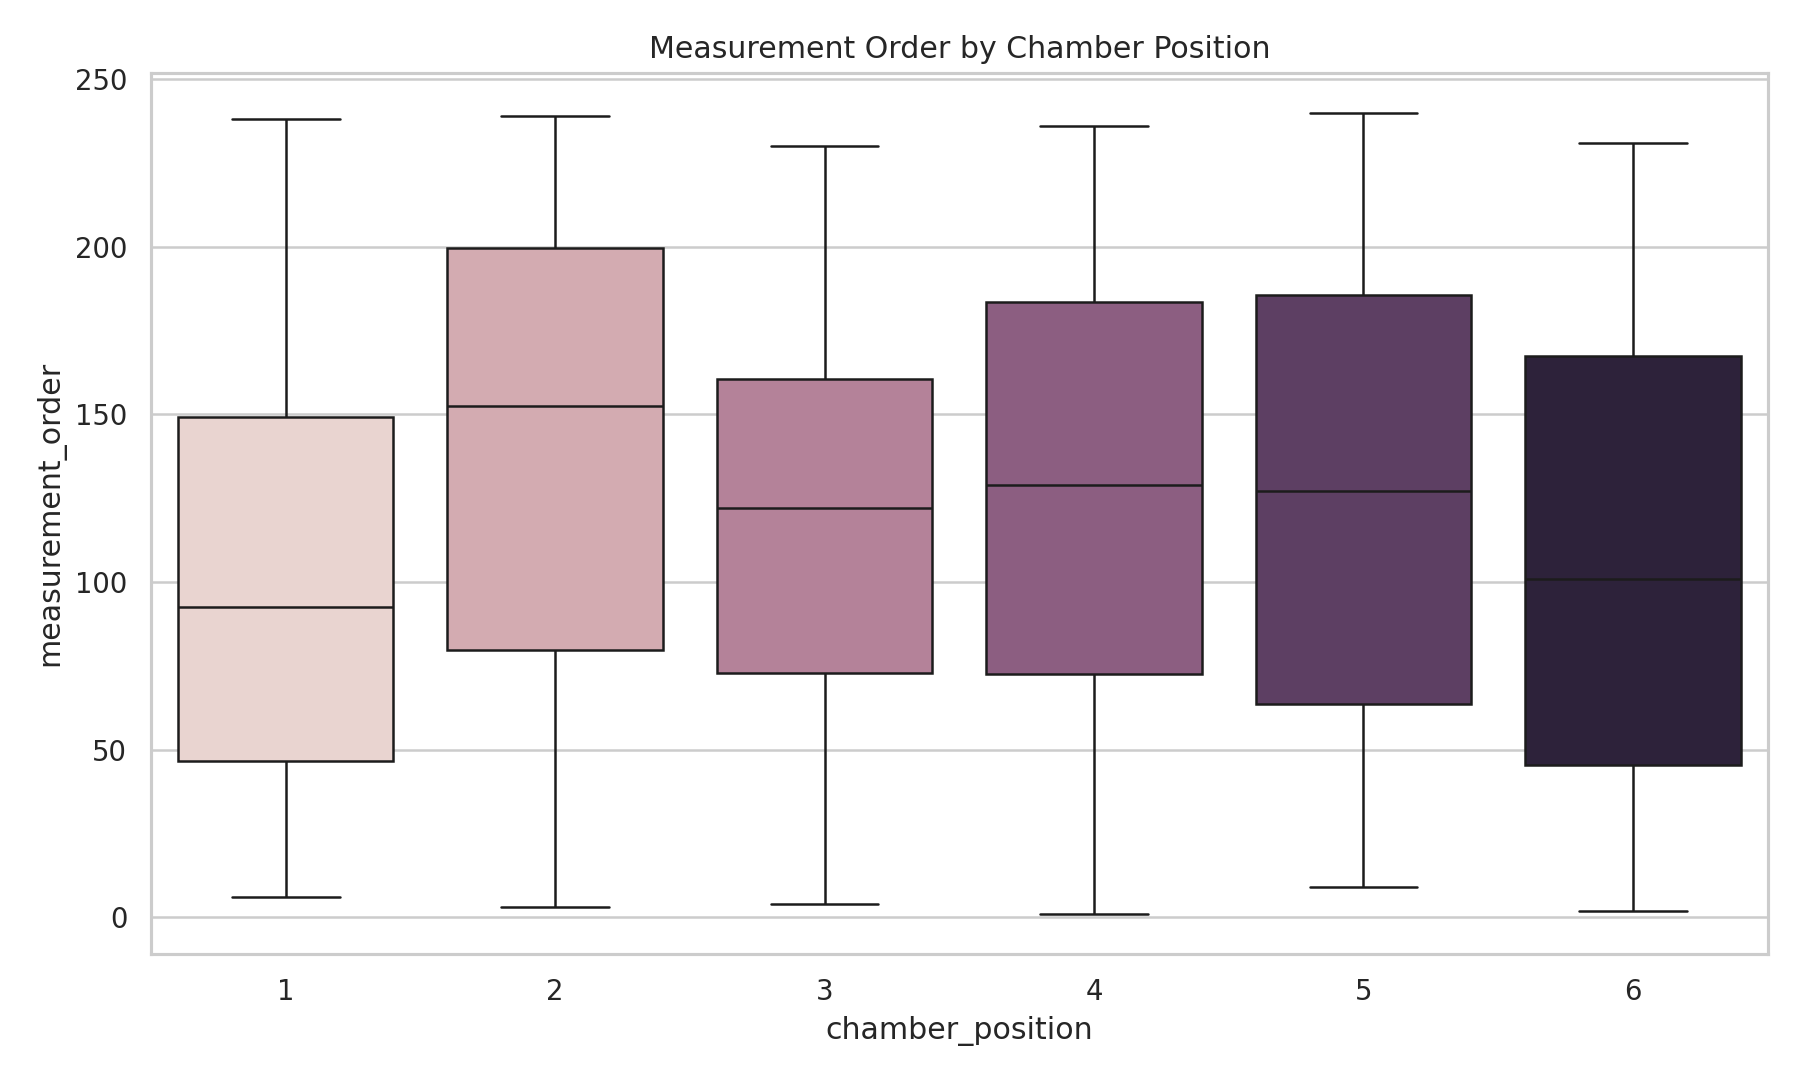 Measurement Order by Chamber Position
250
200
150
100
50
0
measurement_order
1 2 3 4 5 6
chamber_position